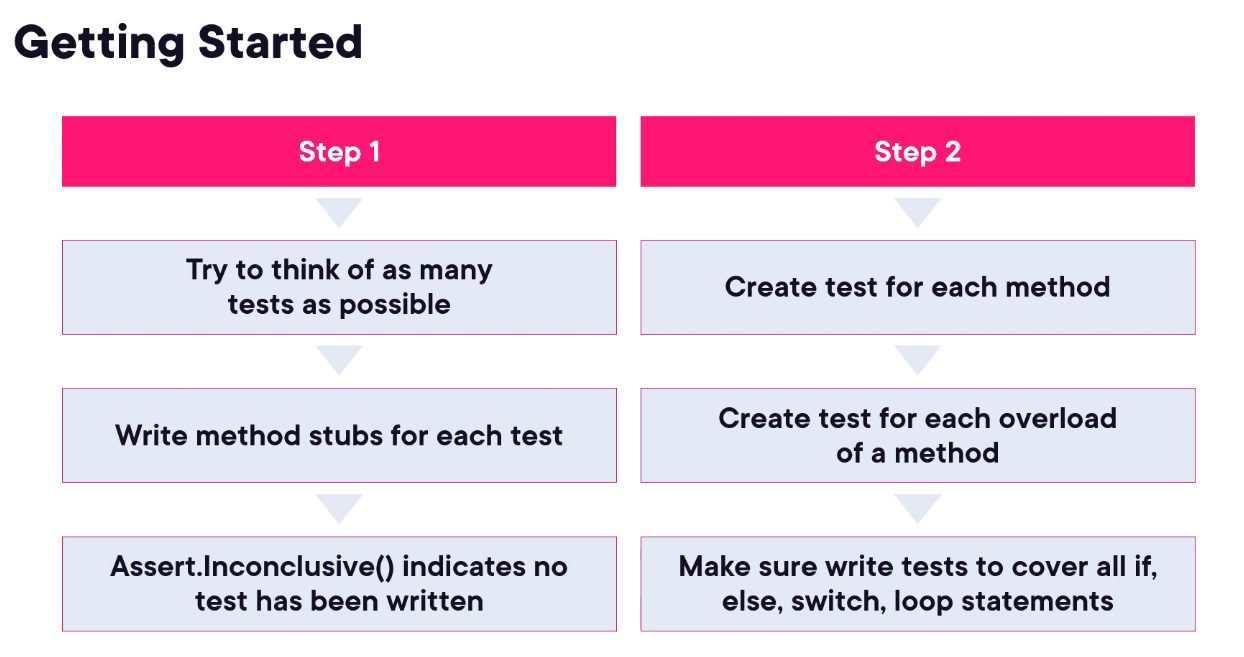 Getting Started
Step 1
Try to think of as many
tests as possible
Write method stubs for each test
Assert.Inconclusive() indicates no
test has been written
Step 2
Create test for each method
Create test for each overload
of a method
Make sure write tests to cover all if,
else, switch, loop statements